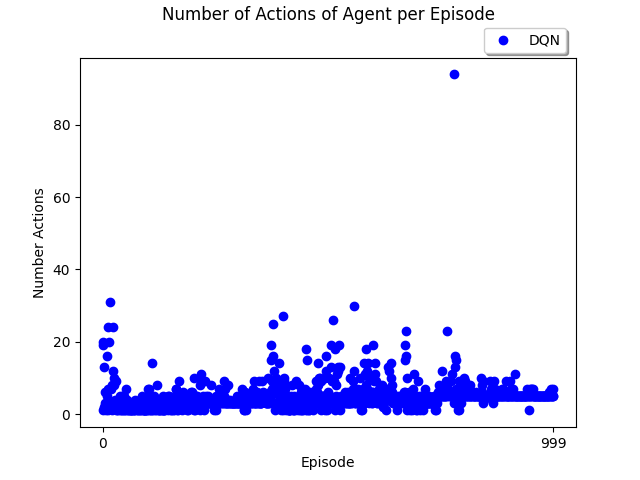 Number of Actions of Agent per Episode
DQN
80
60
40
20
0
Number Actions
0
999
Episode